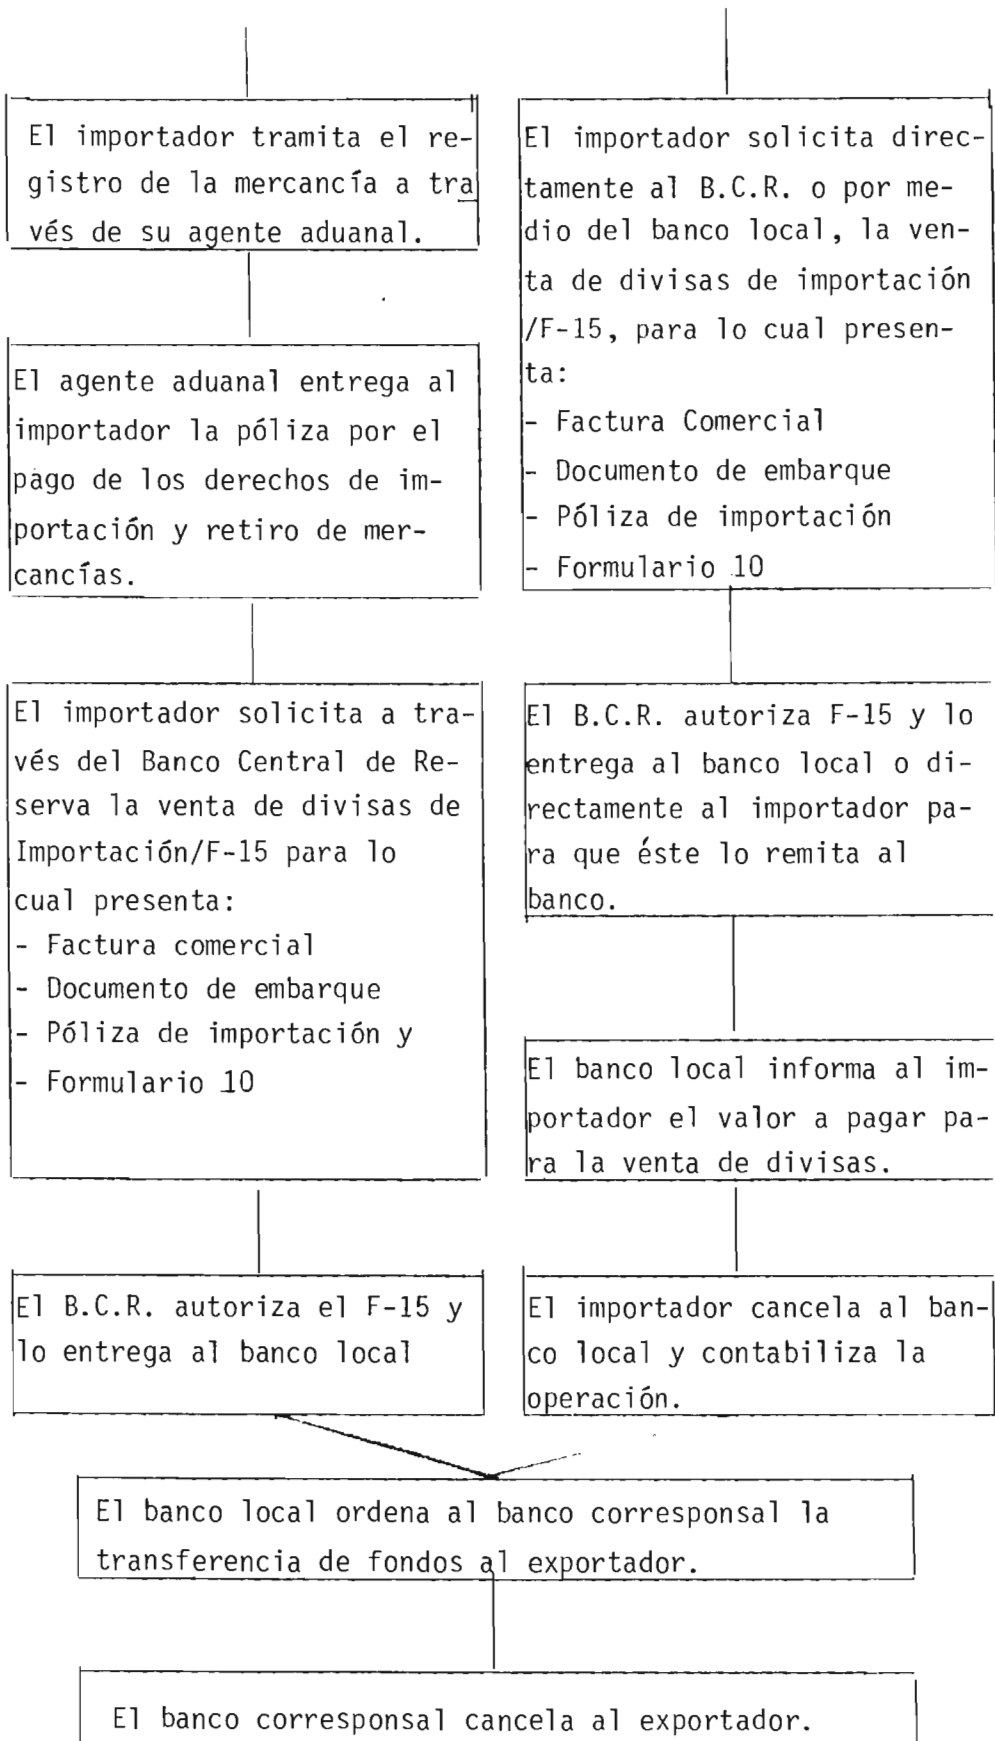 El importador tramita el re-
gistro de la mercancía a tra
vés de su agente aduanal.
El agente aduanal entrega al
importador la póliza por el
pago de los derechos de im-
portación y retiro de mer-
cancías.
El importador solicita a tra-
vés del Banco Central de Re-
serva la venta de divisas de
Importación/F-15 para lo
cual presenta:
- Factura comercial
- Documento de embarque
- Póliza de importación y
- Formulario 10
El B.C.R. autoriza el F-15 y
lo entrega al banco local
El importador solicita direc-
tamente al B.C.R. o por me-
dio del banco local, la ven-
ta de divisas de importación
/F-15, para lo cual presen-
ta:
- Factura Comercial
- Documento de embarque
- Póliza de importación
- Formulario 10
El B.C.R. autoriza F-15 y lo
entrega al banco local o di-
rectamente al importador pa-
ra que éste lo remita al
banco.
El banco local informa al im-
portador el valor a pagar pa-
ra la venta de divisas.
El importador cancela al ban-
co local y contabiliza la
operación.
El banco local ordena al banco corresponsal la
transferencia de fondos al exportador.
El banco corresponsal cancela al exportador.